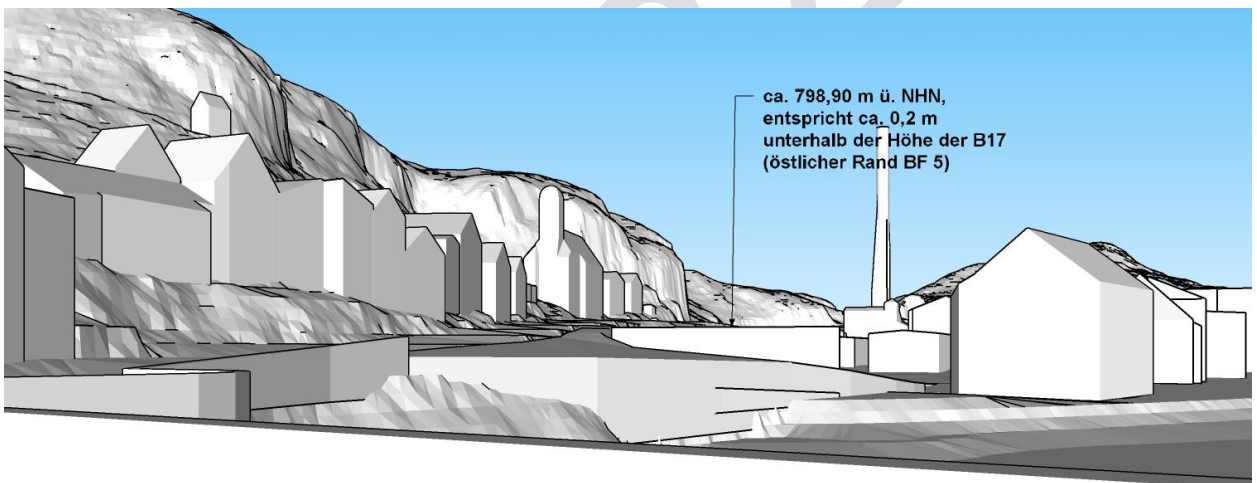 ca. 798,90 m ü. NHN,
entspricht ca. 0,2 m
unterhalb der Höhe der B17
(östlicher Rand BF 5)